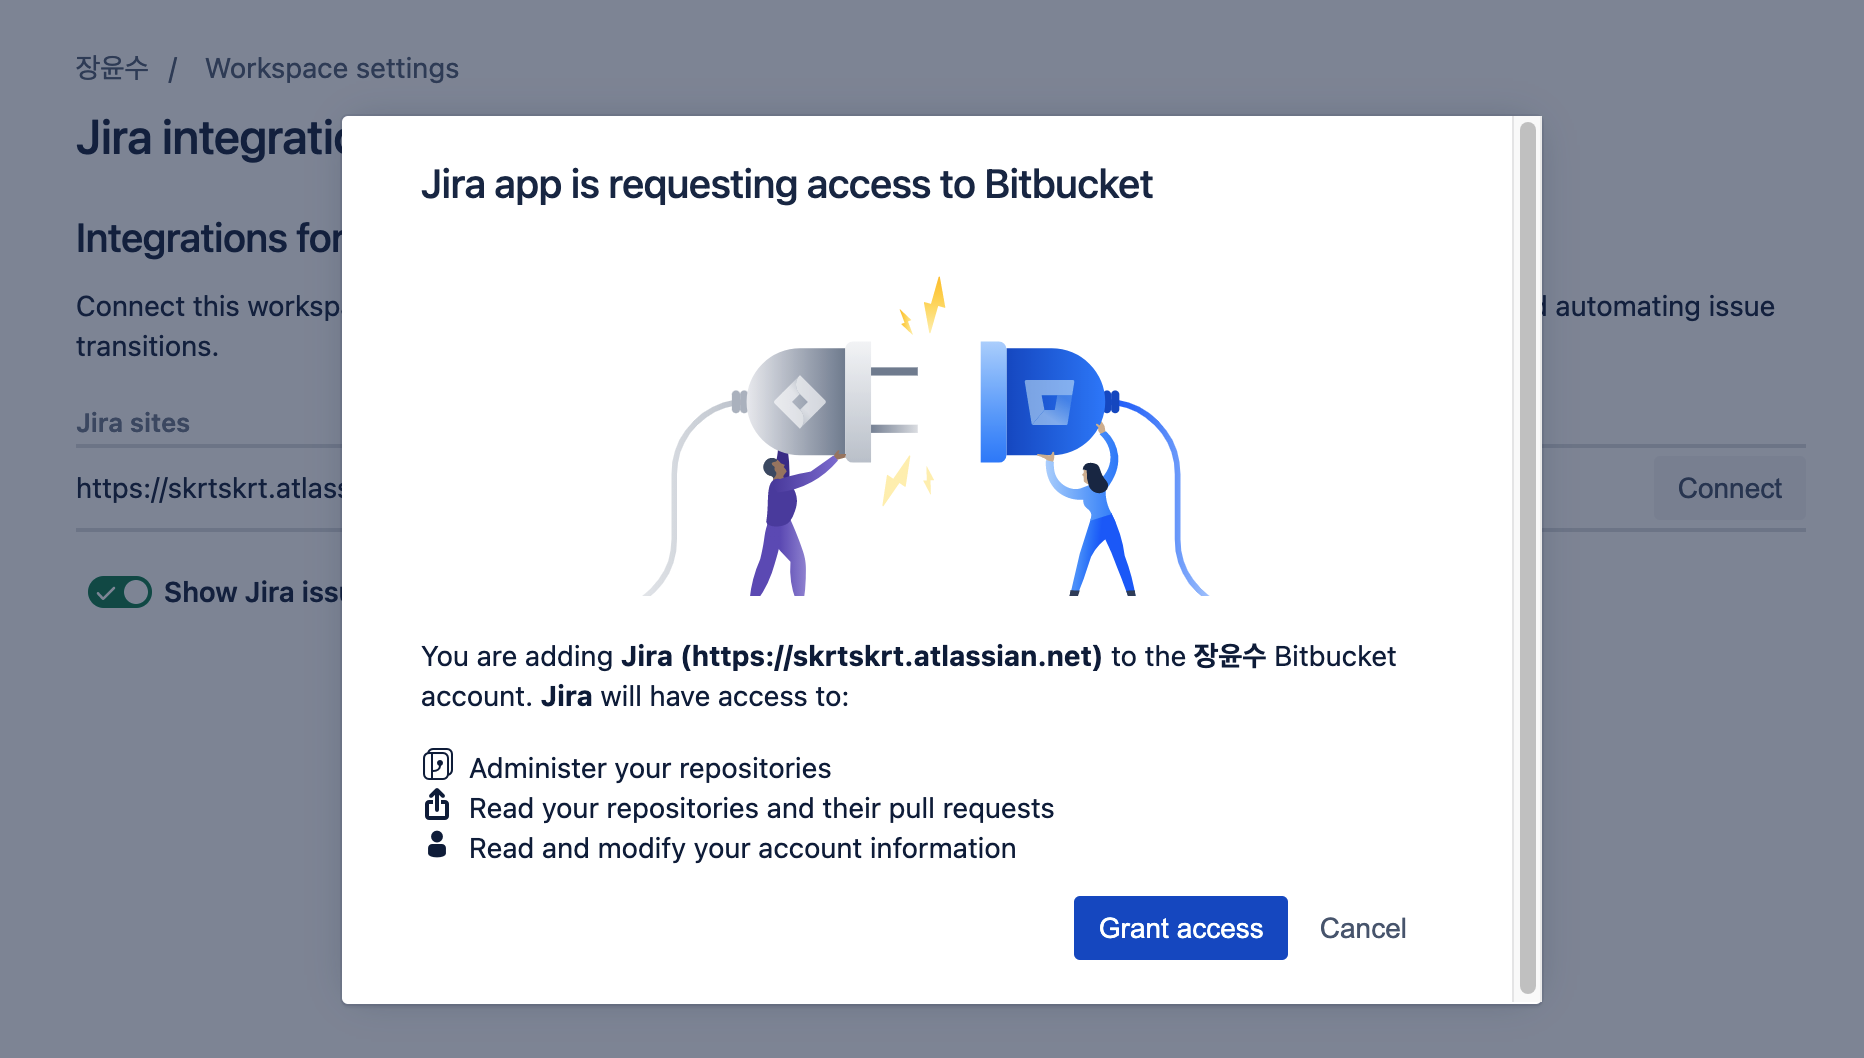 장윤수 / Workspace settings
Jira integratio
Integrations for
Connect this worksp
automating issue
transitions.
Jira sites
https://skrtskrt.atlass
Connect
Show Jira issu
Jira app is requesting access to Bitbucket
You are adding Jira (https://skrtskrt.atlassian.net) to the 장윤수 Bitbucket
account. Jira will have access to:
Administer your repositories
Read your repositories and their pull requests
Read and modify your account information
Grant access Cancel